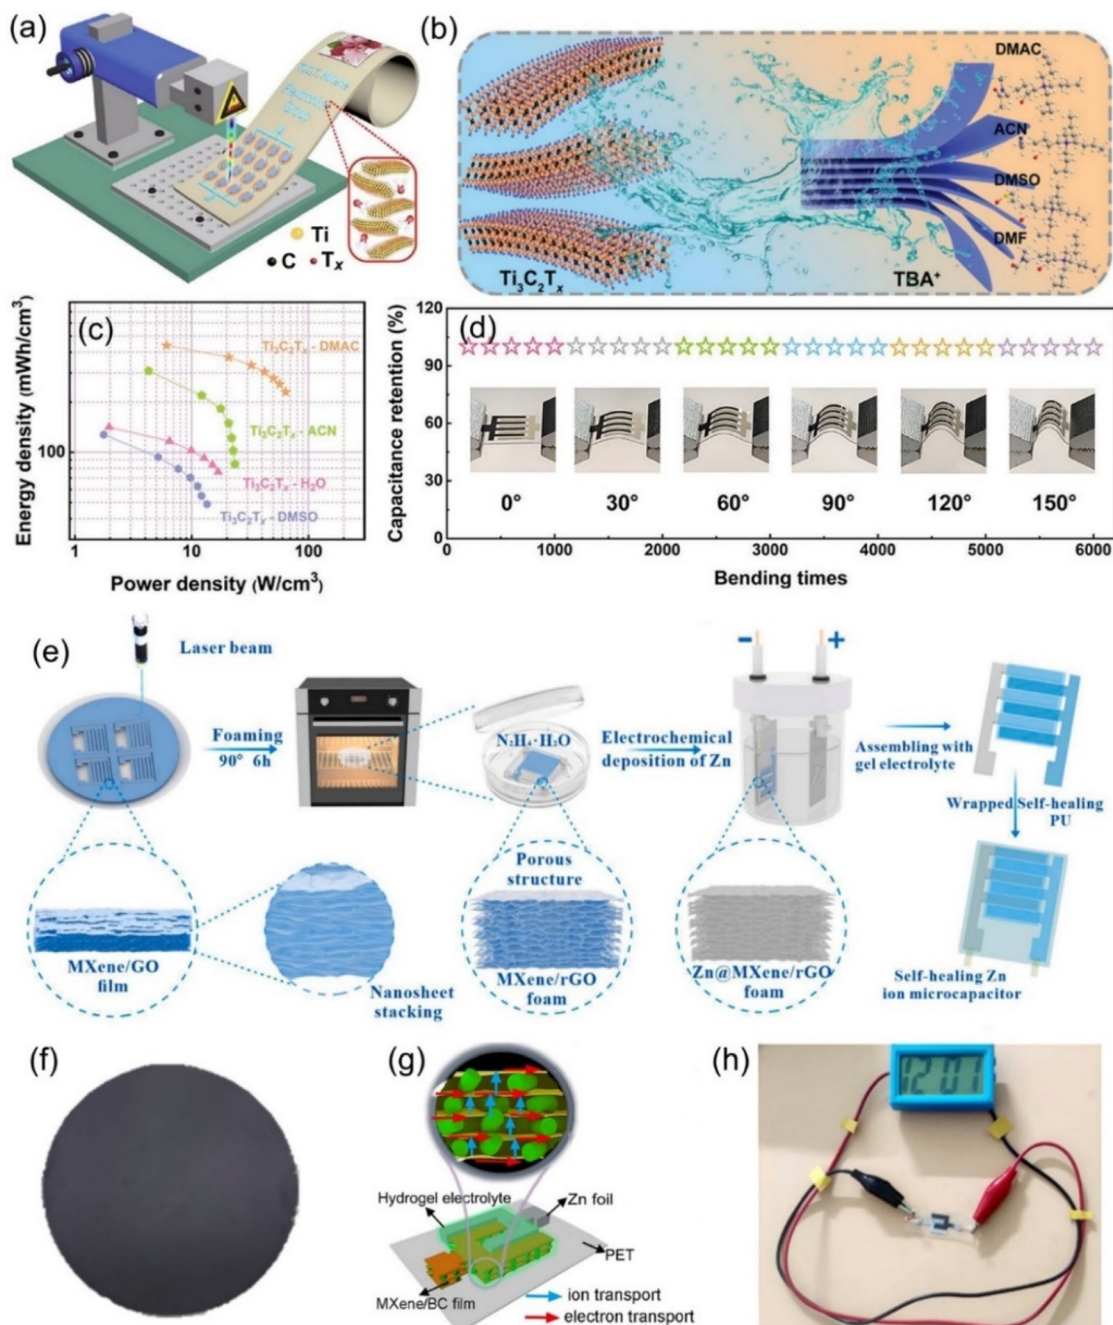 (a)
Ti
C Tx
(b)
DMAC
ACN
DMSO
DMF
Ti3C2Tx
TBA+
(c)
Energy density (mWh/cm3)
100
Ti3C2Tx - DMAC
Ti3C2Tx - ACN
Ti3C2Tx - H2O
Ti3C2Tx - DMSO
1 10 100
Power density (W/cm3)
(d)
Capacitance retention (%)
120
90
60
30
0
0° 30° 60° 90° 120° 150°
0 1000 2000 3000 4000 5000 6000
Bending times
(e)
Laser beam
Foaming
90° 6h
N2H4·H2O
Electrochemical
deposition of Zn
- +
Assembling with
gel electrolyte
Wrapped Self-healing
PU
MXene/GO
film
Nanosheet
stacking
Porous
structure
MXene/rGO
foam
Zn@MXene/rGO
foam
Self-healing Zn
ion microcapacitor
(f)
(g)
Hydrogel electrolyte
Zn foil
PET
MXene/BC film
ion transport
electron transport
(h)
12:01